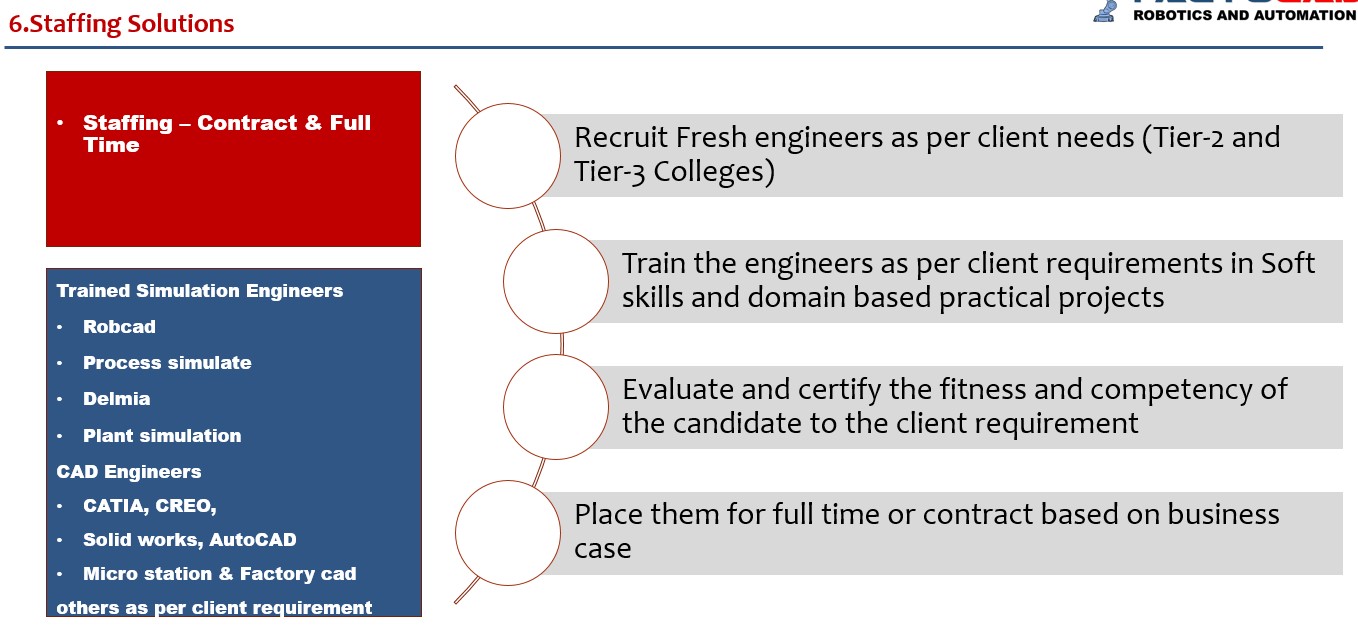 6.Staffing Solutions
ROBOTICS AND AUTOMATION
• Staffing – Contract & Full
Time
Trained Simulation Engineers
• Robcad
• Process simulate
• Delmia
• Plant simulation
CAD Engineers
• CATIA, CREO,
• Solid works, AutoCAD
• Micro station & Factory cad
others as per client requirement
Recruit Fresh engineers as per client needs (Tier-2 and
Tier-3 Colleges)
Train the engineers as per client requirements in Soft
skills and domain based practical projects
Evaluate and certify the fitness and competency of
the candidate to the client requirement
Place them for full time or contract based on business
case